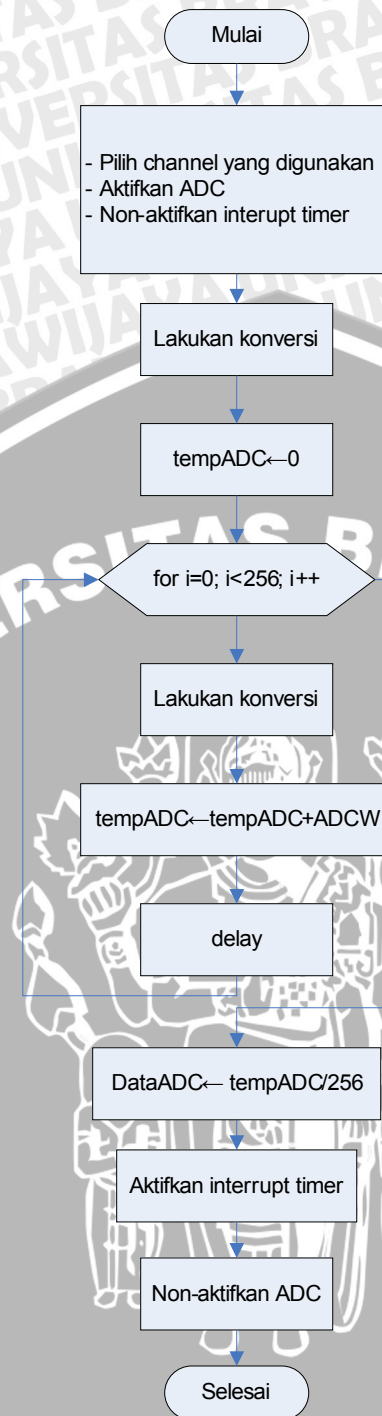 Mulai
- Pilih channel yang digunakan
- Aktifkan ADC
- Non-aktifkan interupt timer
Lakukan konversi
tempADC←0
for i=0; i<256; i++
Lakukan konversi
tempADC←tempADC+ADCW
delay
DataADC← tempADC/256
Aktifkan interrupt timer
Non-aktifkan ADC
Selesai